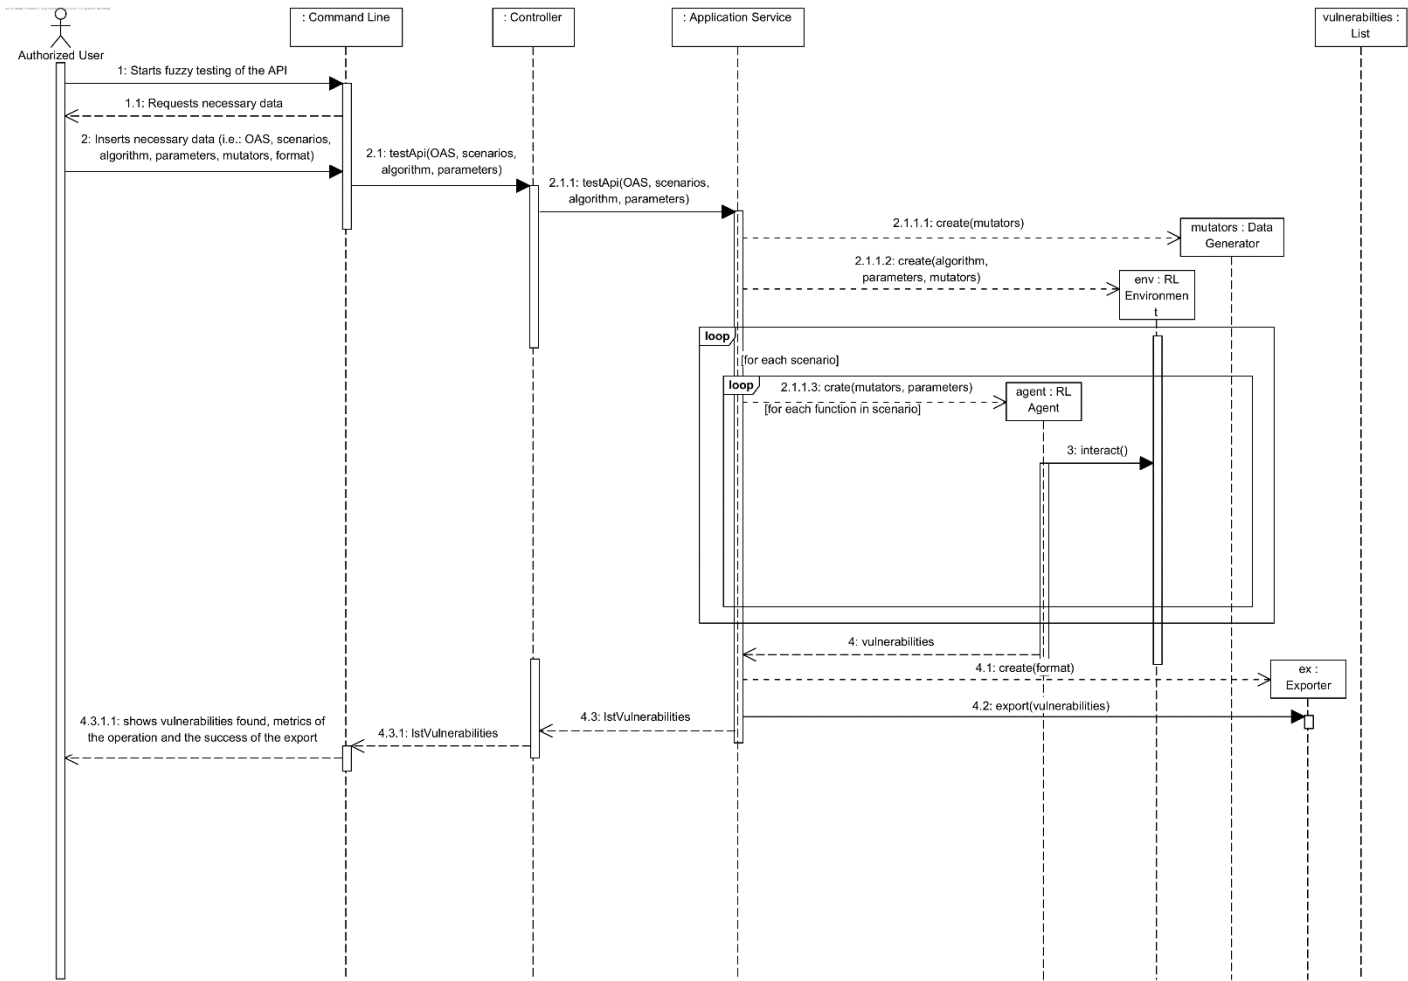 : Command Line
: Controller
: Application Service
vulnerabilties :
List
Authorized User
1: Starts fuzzy testing of the API
1.1: Requests necessary data
2: Inserts necessary data (i.e.: OAS, scenarios,
algorithm, parameters, mutators, format)
2.1: testApi(OAS, scenarios,
algorithm, parameters)
2.1.1: testApi(OAS, scenarios,
algorithm, parameters)
2.1.1.1: create(mutators)
mutators : Data
Generator
2.1.1.2: create(algorithm,
parameters, mutators)
env : RL
Environmen
t
loop
[for each scenario]
loop
2.1.1.3: crate(mutators, parameters)
[for each function in scenario]
agent : RL
Agent
3: interact()
4: vulnerabilities
4.1: create(format)
ex :
Exporter
4.2: export(vulnerabilities)
4.3: lstVulnerabilities
4.3.1: lstVulnerabilities
4.3.1.1: shows vulnerabilities found, metrics of
the operation and the success of the export